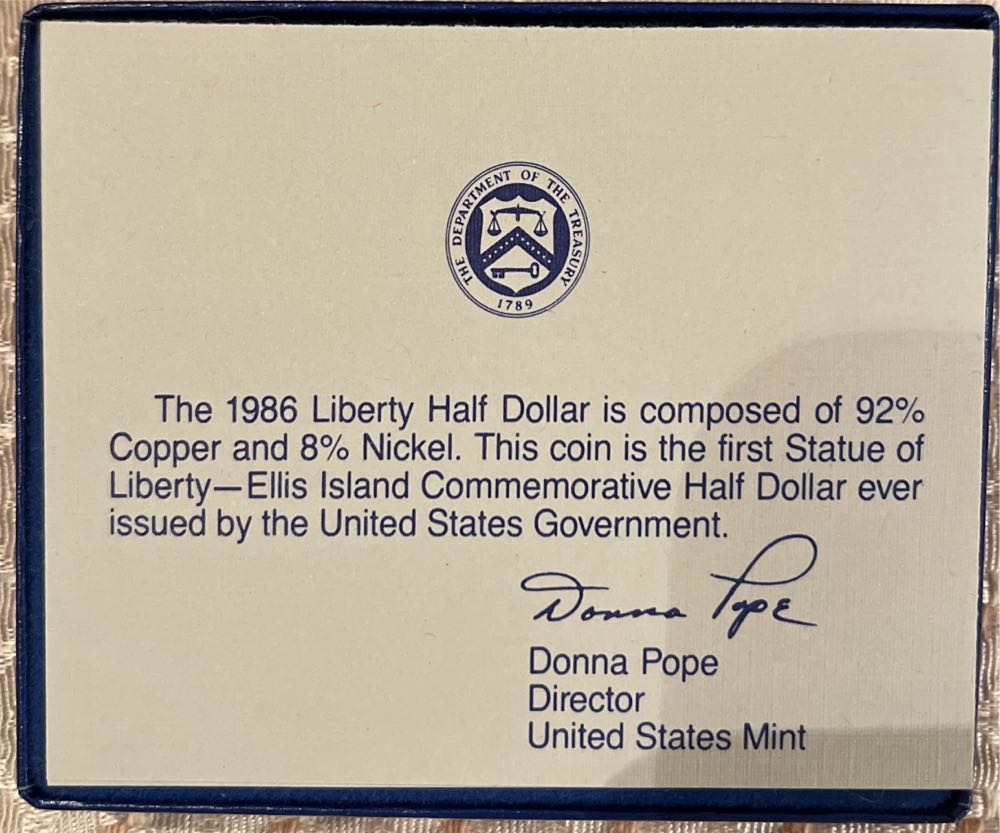 THE DEPARTMENT OF THE TREASURY
1789
The 1986 Liberty Half Dollar is composed of 92%
Copper and 8% Nickel. This coin is the first Statue of
Liberty—Ellis Island Commemorative Half Dollar ever
issued by the United States Government.
Donna Pope
Donna Pope
Director
United States Mint